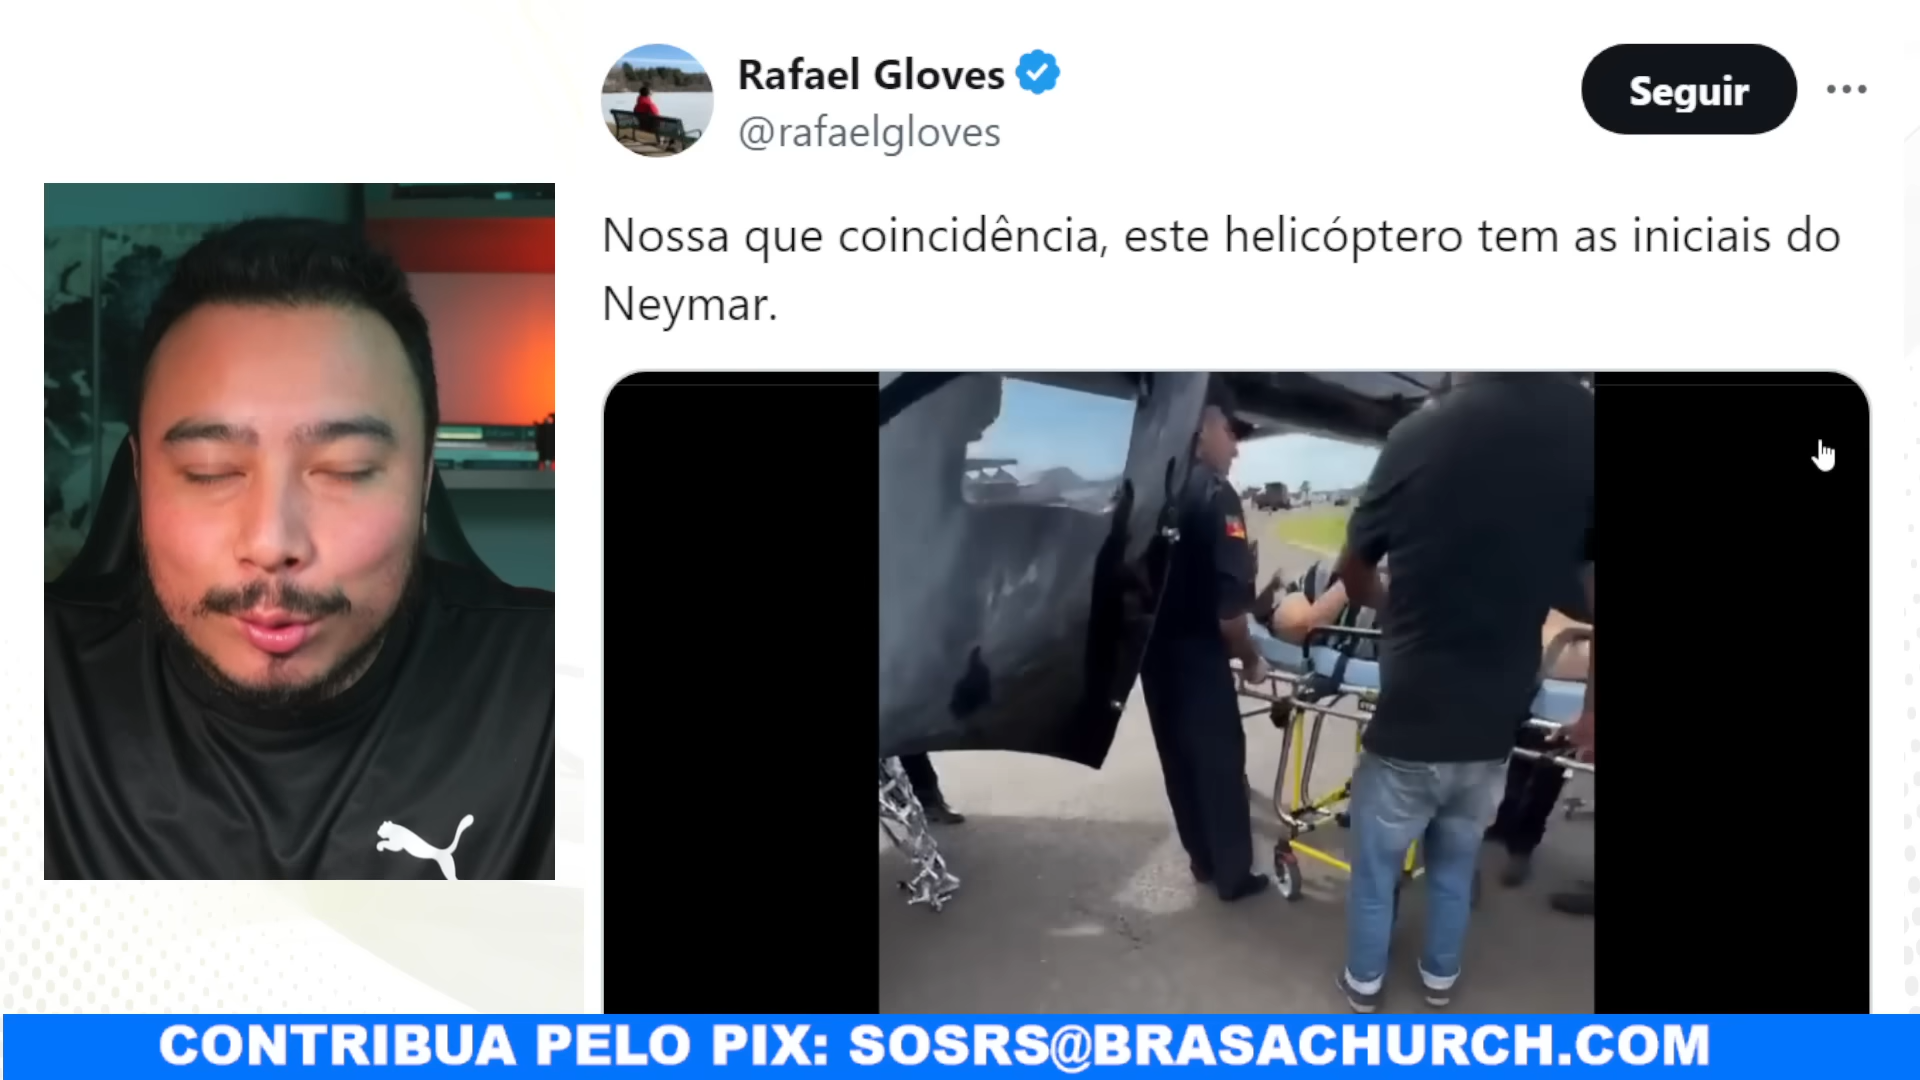 Rafael Gloves
@rafaelgloves
Seguir
Nossa que coincidência, este helicóptero tem as iniciais do
Neymar.
CONTRIBUA PELO PIX: SOSRS@BRASACHURCH.COM